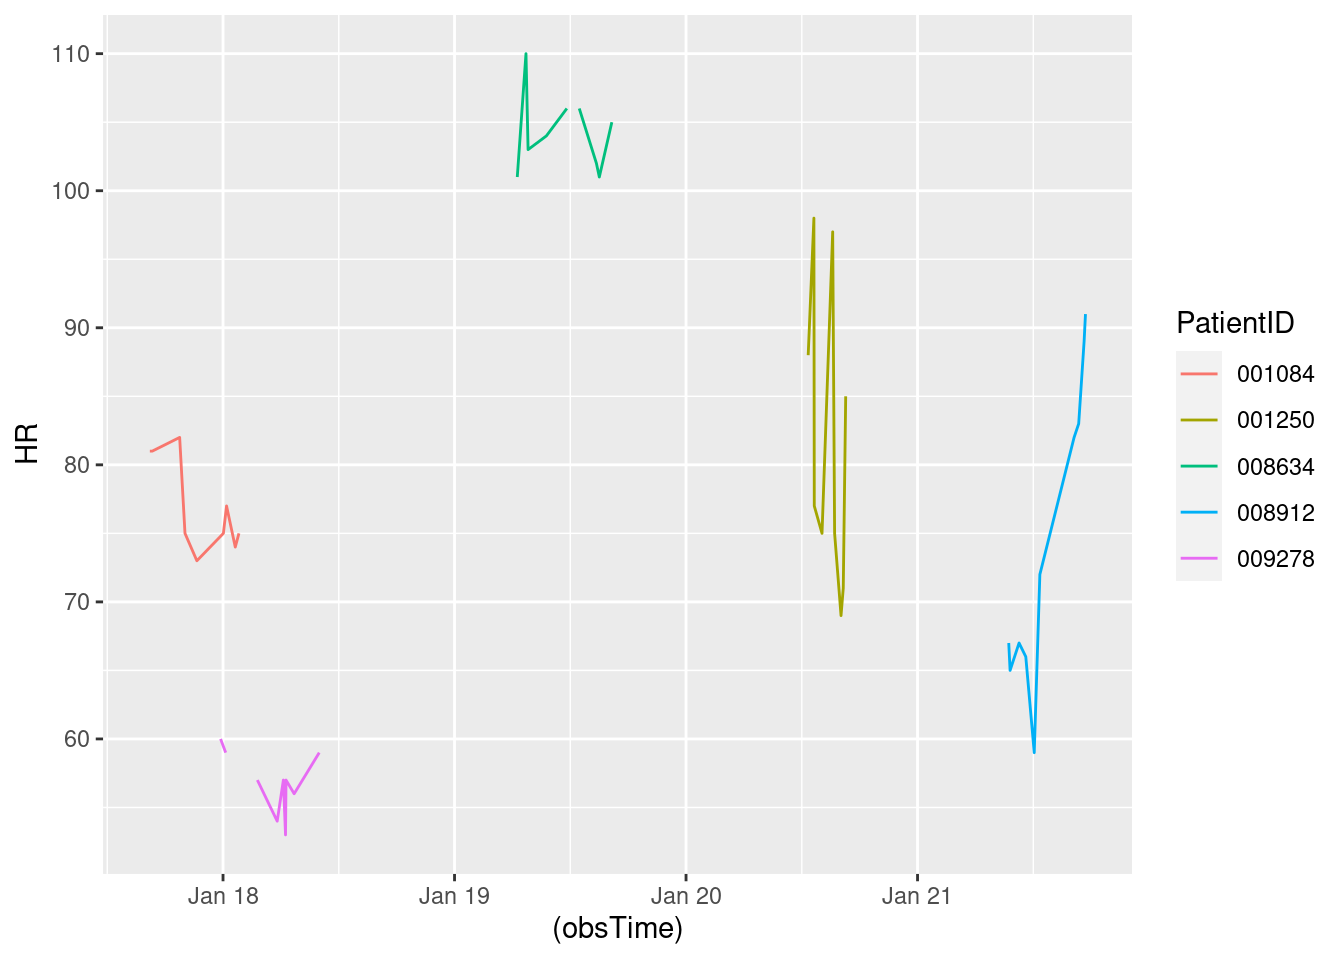 110
100
90
80
70
60
HR
Jan 18
Jan 19
Jan 20
Jan 21
(obsTime)
PatientID
001084
001250
008634
008912
009278